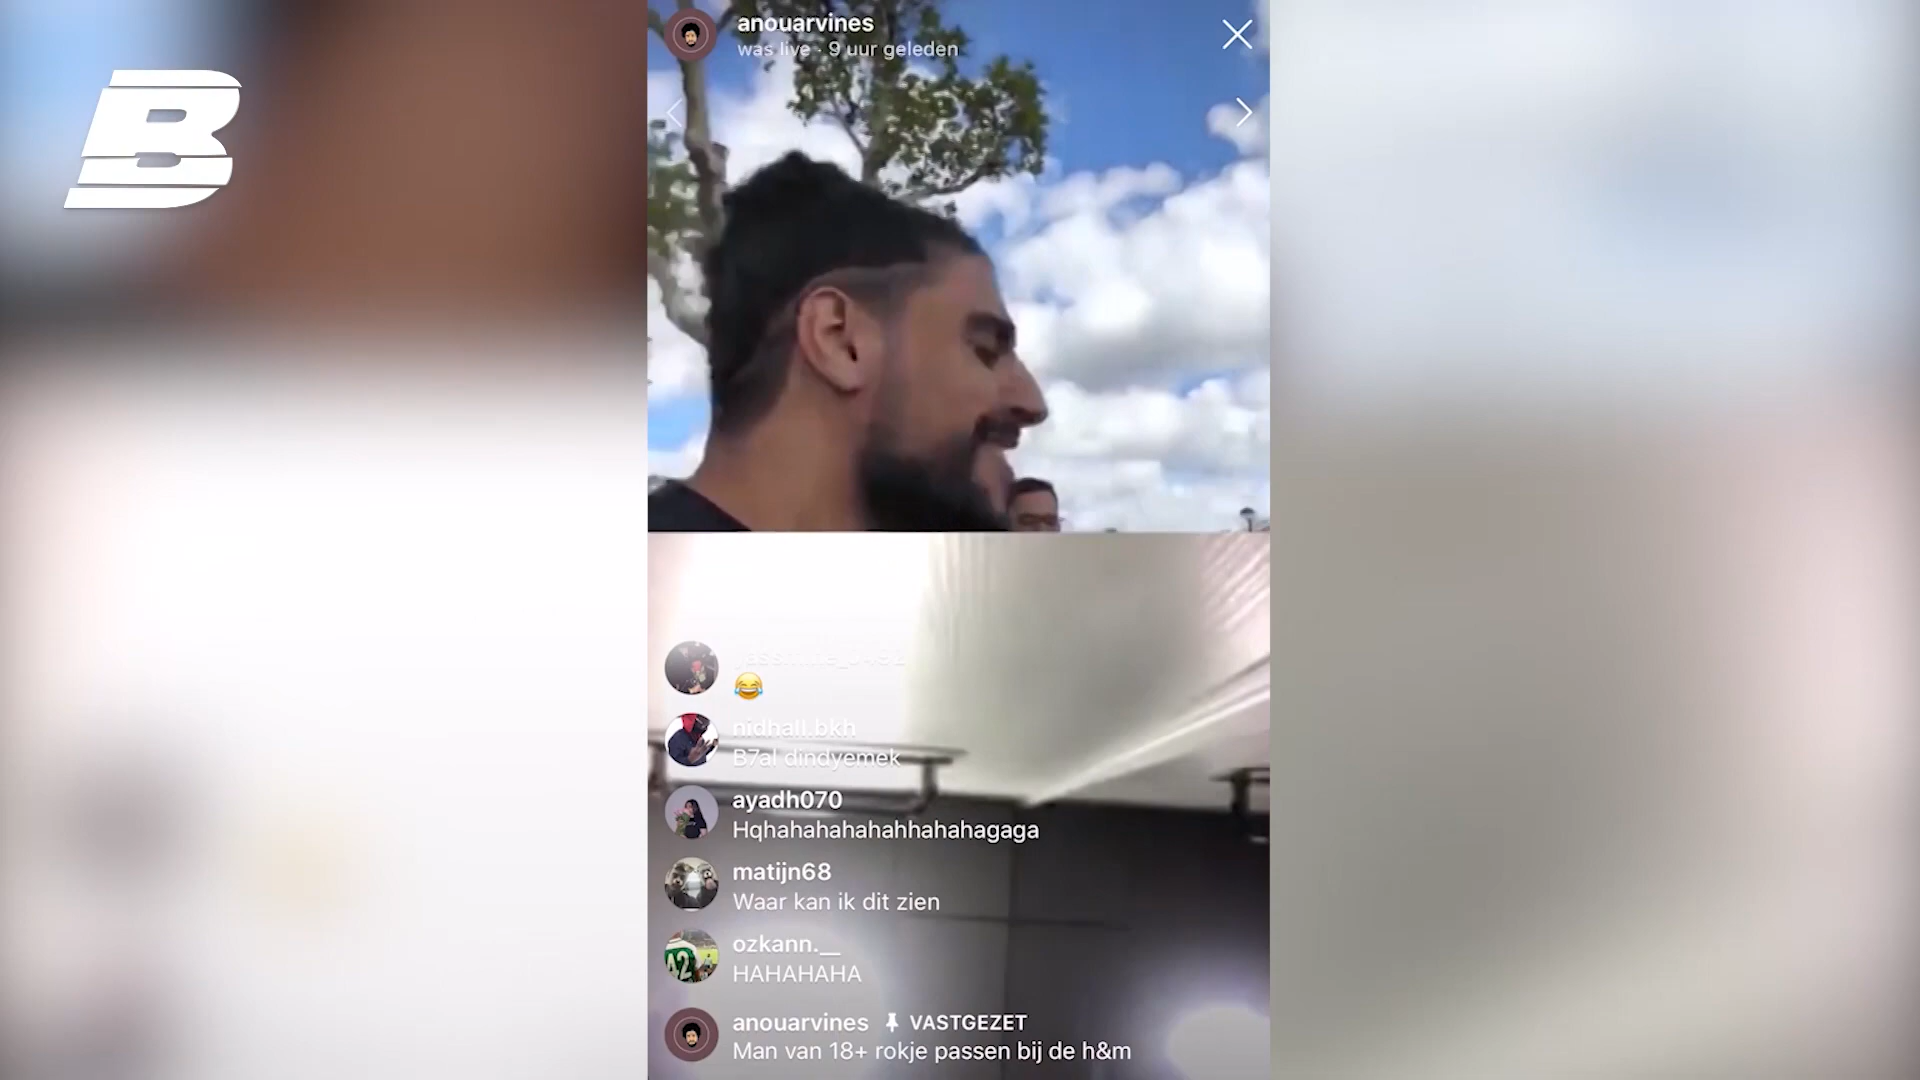 B
anouarvines
was live · 9 uur geleden
😂
nidhall.bkh
B7al dindyemek
ayadh070
Hqhahahahahahhahahagaga
matijn68
Waar kan ik dit zien
ozkann.__
HAHAHAHA
anouarvines VASTGEZET
Man van 18+ rokje passen bij de h&m